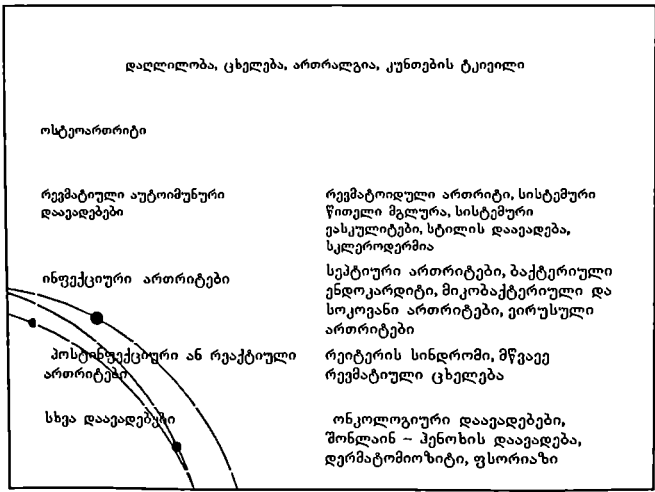 დაღლილობა, ცხელება, ართრალგია, კუნთების ტკივილი
ოსტეოართრიტი
რევმატიული აუტოიმუნური
დაავადებები
რევმატოიდული ართრიტი, სისტემური
წითელი მგლურა, სისტემური
ვასკულიტები, სტილის დაავადება,
სკლეროდერმია
ინფექციური ართრიტები
სეპტიური ართრიტები, ბაქტერიული
ენდოკარდიტი, მიკობაქტერიული და
სოკოვანი ართრიტები, ვირუსული
ართრიტები
პოსტინფექციური ან რეაქტიული
ართრიტები
რეიტერის სინდრომი, მწვავე
რევმატიული ცხელება
სხვა დაავადებები
ონკოლოგიური დაავადებები,
შონლაინ – ჰენოხის დაავადება,
დერმატომიოზიტი, ფსორიაზი